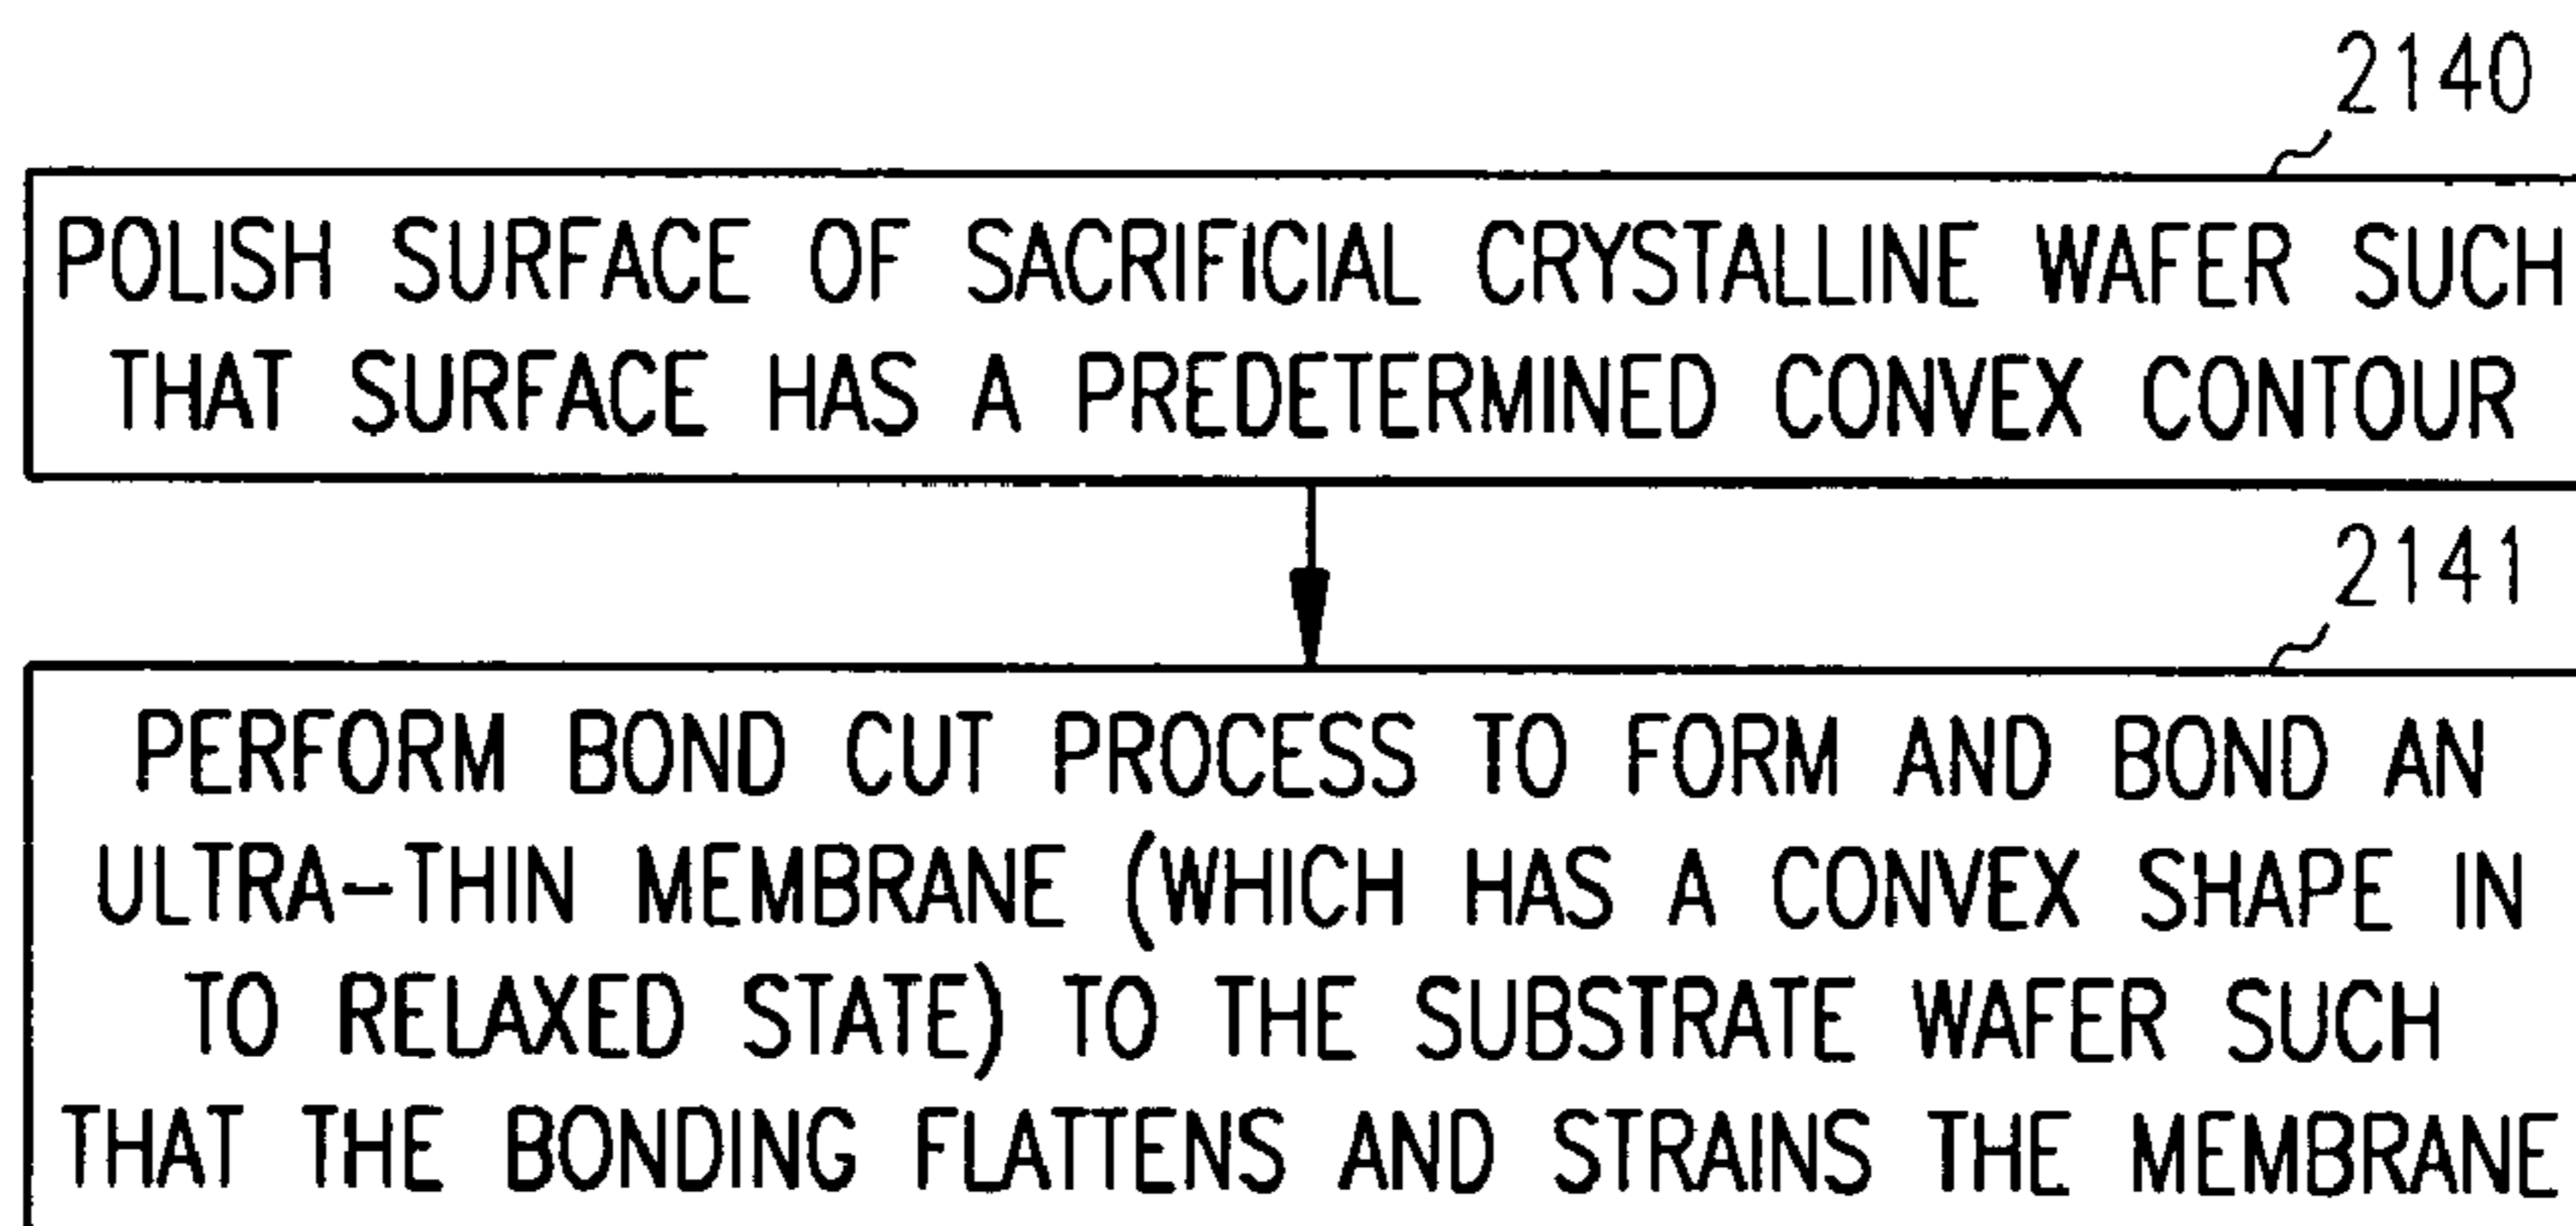 2140
POLISH SURFACE OF SACRIFICIAL CRYSTALLINE WAFER SUCH
THAT SURFACE HAS A PREDETERMINED CONVEX CONTOUR
2141
PERFORM BOND CUT PROCESS TO FORM AND BOND AN
ULTRA-THIN MEMBRANE (WHICH HAS A CONVEX SHAPE IN
TO RELAXED STATE) TO THE SUBSTRATE WAFER SUCH
THAT THE BONDING FLATTENS AND STRAINS THE MEMBRANE